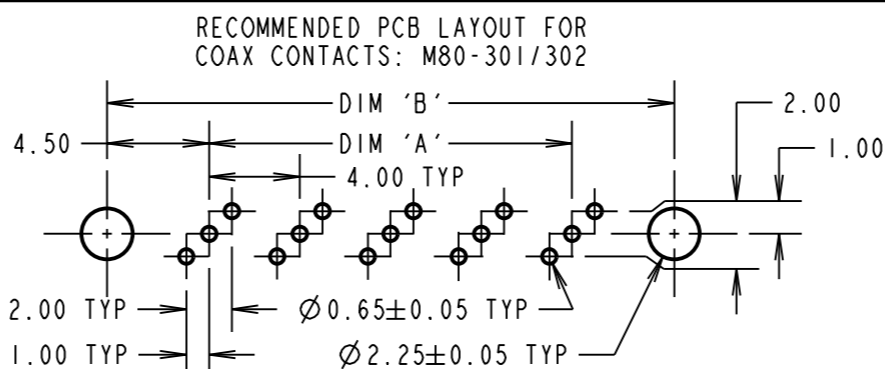 RECOMMENDED PCB LAYOUT FOR
COAX CONTACTS: M80-301/302
DIM 'B'
2.00
4.50
DIM 'A'
1.00
4.00 TYP
2.00 TYP
Ø0.65±0.05 TYP
1.00 TYP
Ø2.25±0.05 TYP